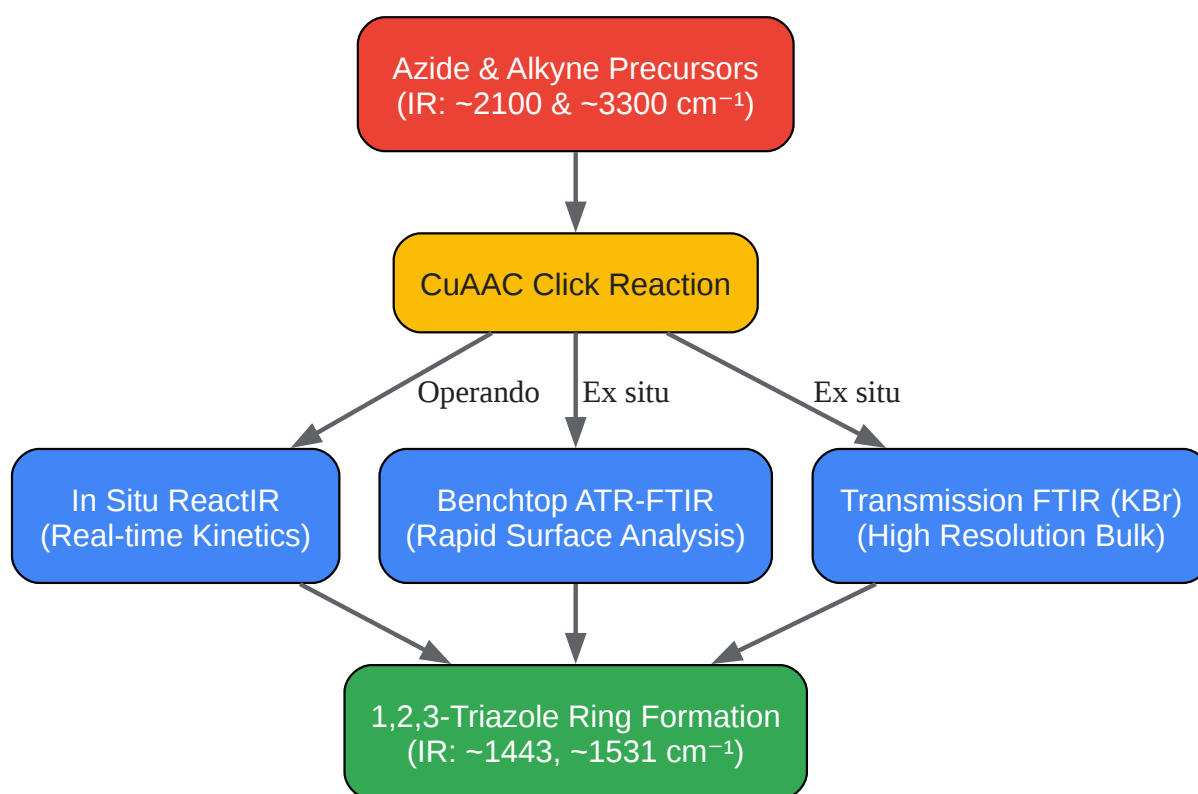 Azide & Alkyne Precursors
(IR: ~2100 & ~3300 cm⁻¹)
CuAAC Click Reaction
Operando
Ex situ
Ex situ
In Situ ReactIR
(Real-time Kinetics)
Benchtop ATR-FTIR
(Rapid Surface Analysis)
Transmission FTIR (KBr)
(High Resolution Bulk)
1,2,3-Triazole Ring Formation
(IR: ~1443, ~1531 cm⁻¹)